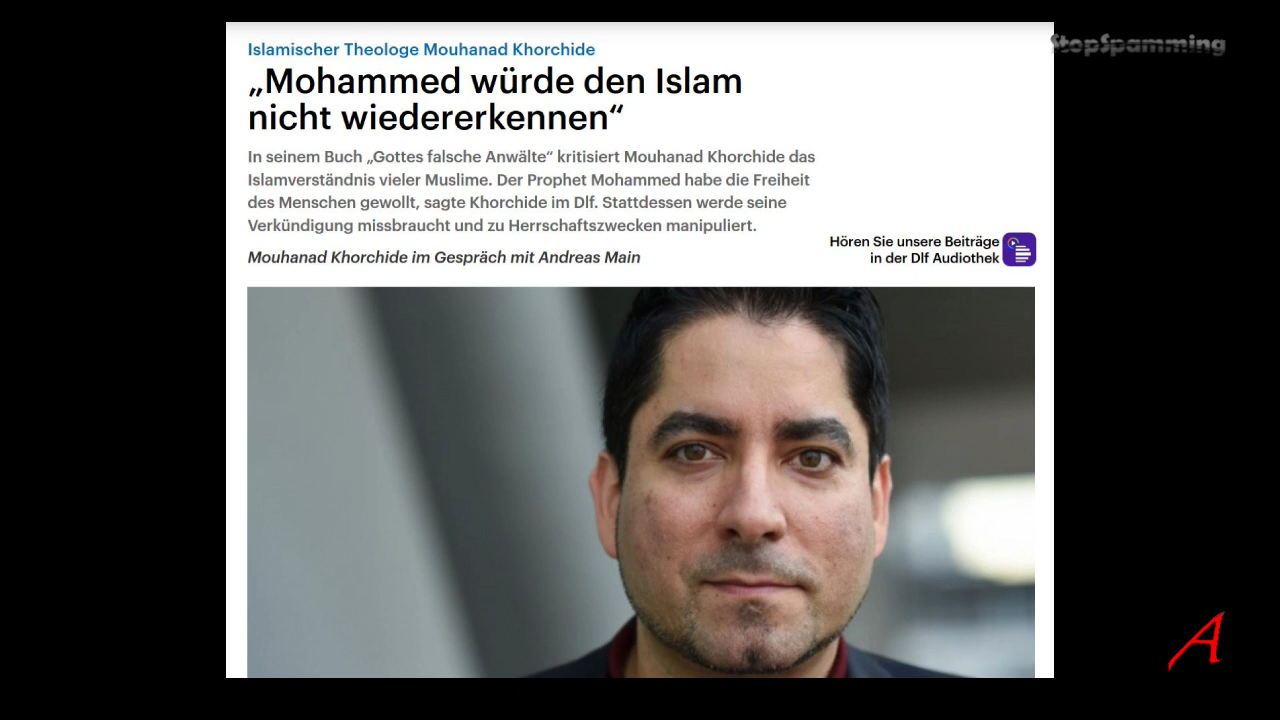 StopSpamming
Islamischer Theologe Mouhanad Khorchide
„Mohammed würde den Islam
nicht wiedererkennen“
In seinem Buch „Gottes falsche Anwälte“ kritisiert Mouhanad Khorchide das
Islamverständnis vieler Muslime. Der Prophet Mohammed habe die Freiheit
des Menschen gewollt, sagte Khorchide im Dlf. Stattdessen werde seine
Verkündigung missbraucht und zu Herrschaftszwecken manipuliert.
Mouhanad Khorchide im Gespräch mit Andreas Main
Hören Sie unsere Beiträge
in der Dlf Audiothek
A